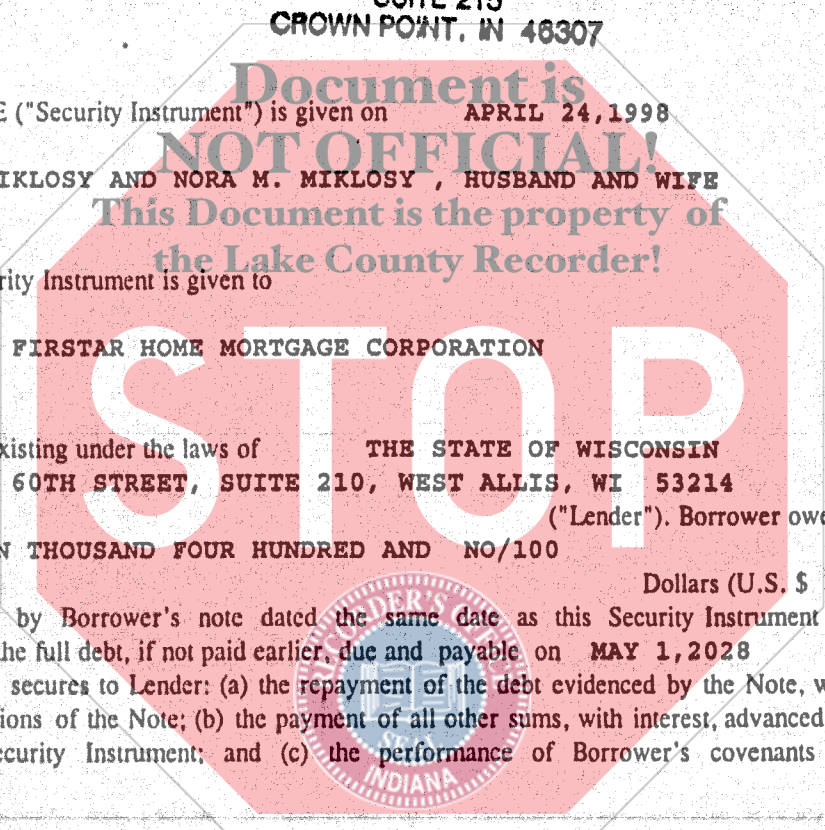 SUITE 215
CROWN POINT, IN 46307
Document is
E ("Security Instrument") is given on APRIL 24,1998
NOT OFFICIAL!
IKLOSY AND NORA M. MIKLOSY , HUSBAND AND WIFE
This Document is the property of
the Lake County Recorder!
rity Instrument is given to
FIRSTAR HOME MORTGAGE CORPORATION
STOP
xisting under the laws of THE STATE OF WISCONSIN
60TH STREET, SUITE 210, WEST ALLIS, WI 53214
("Lender"). Borrower owe
N THOUSAND FOUR HUNDRED AND NO/100
Dollars (U.S. $
by Borrower's note dated the same date as this Security Instrument
he full debt, if not paid earlier, due and payable on MAY 1,2028
secures to Lender: (a) the repayment of the debt evidenced by the Note, w
ions of the Note; (b) the payment of all other sums, with interest, advanced
ecurity Instrument; and (c) the performance of Borrower's covenants
RECORDER'S OFFICE
SEAL
INDIANA